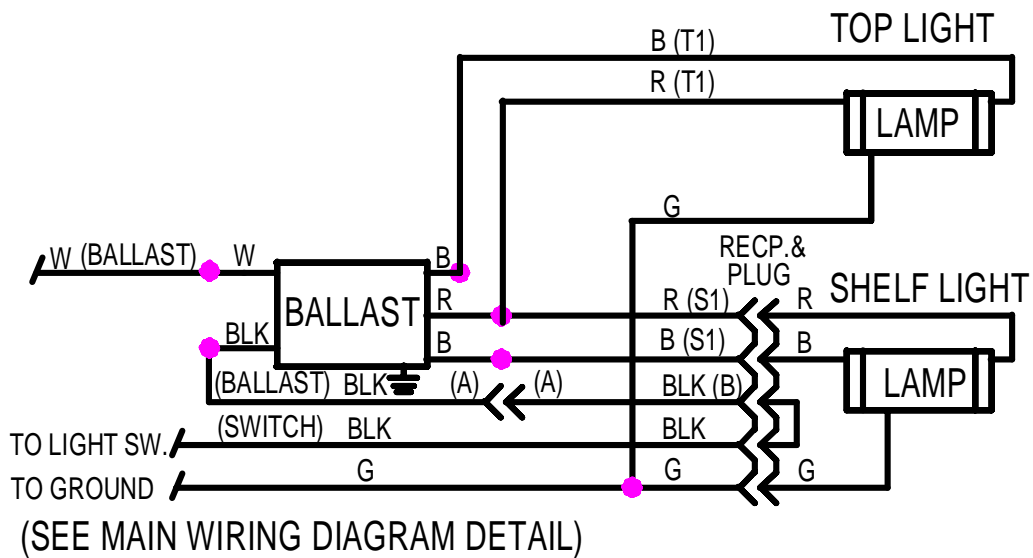 TOP LIGHT
B (T1)
R (T1)
LAMP
G
RECP.&
PLUG
W (BALLAST) W
B
BALLAST
R
R (S1)
R
SHELF LIGHT
BLK
B
B (S1)
B
LAMP
(BALLAST) BLK (A) (A) BLK (B)
TO LIGHT SW. (SWITCH) BLK BLK
TO GROUND G G G
(SEE MAIN WIRING DIAGRAM DETAIL)